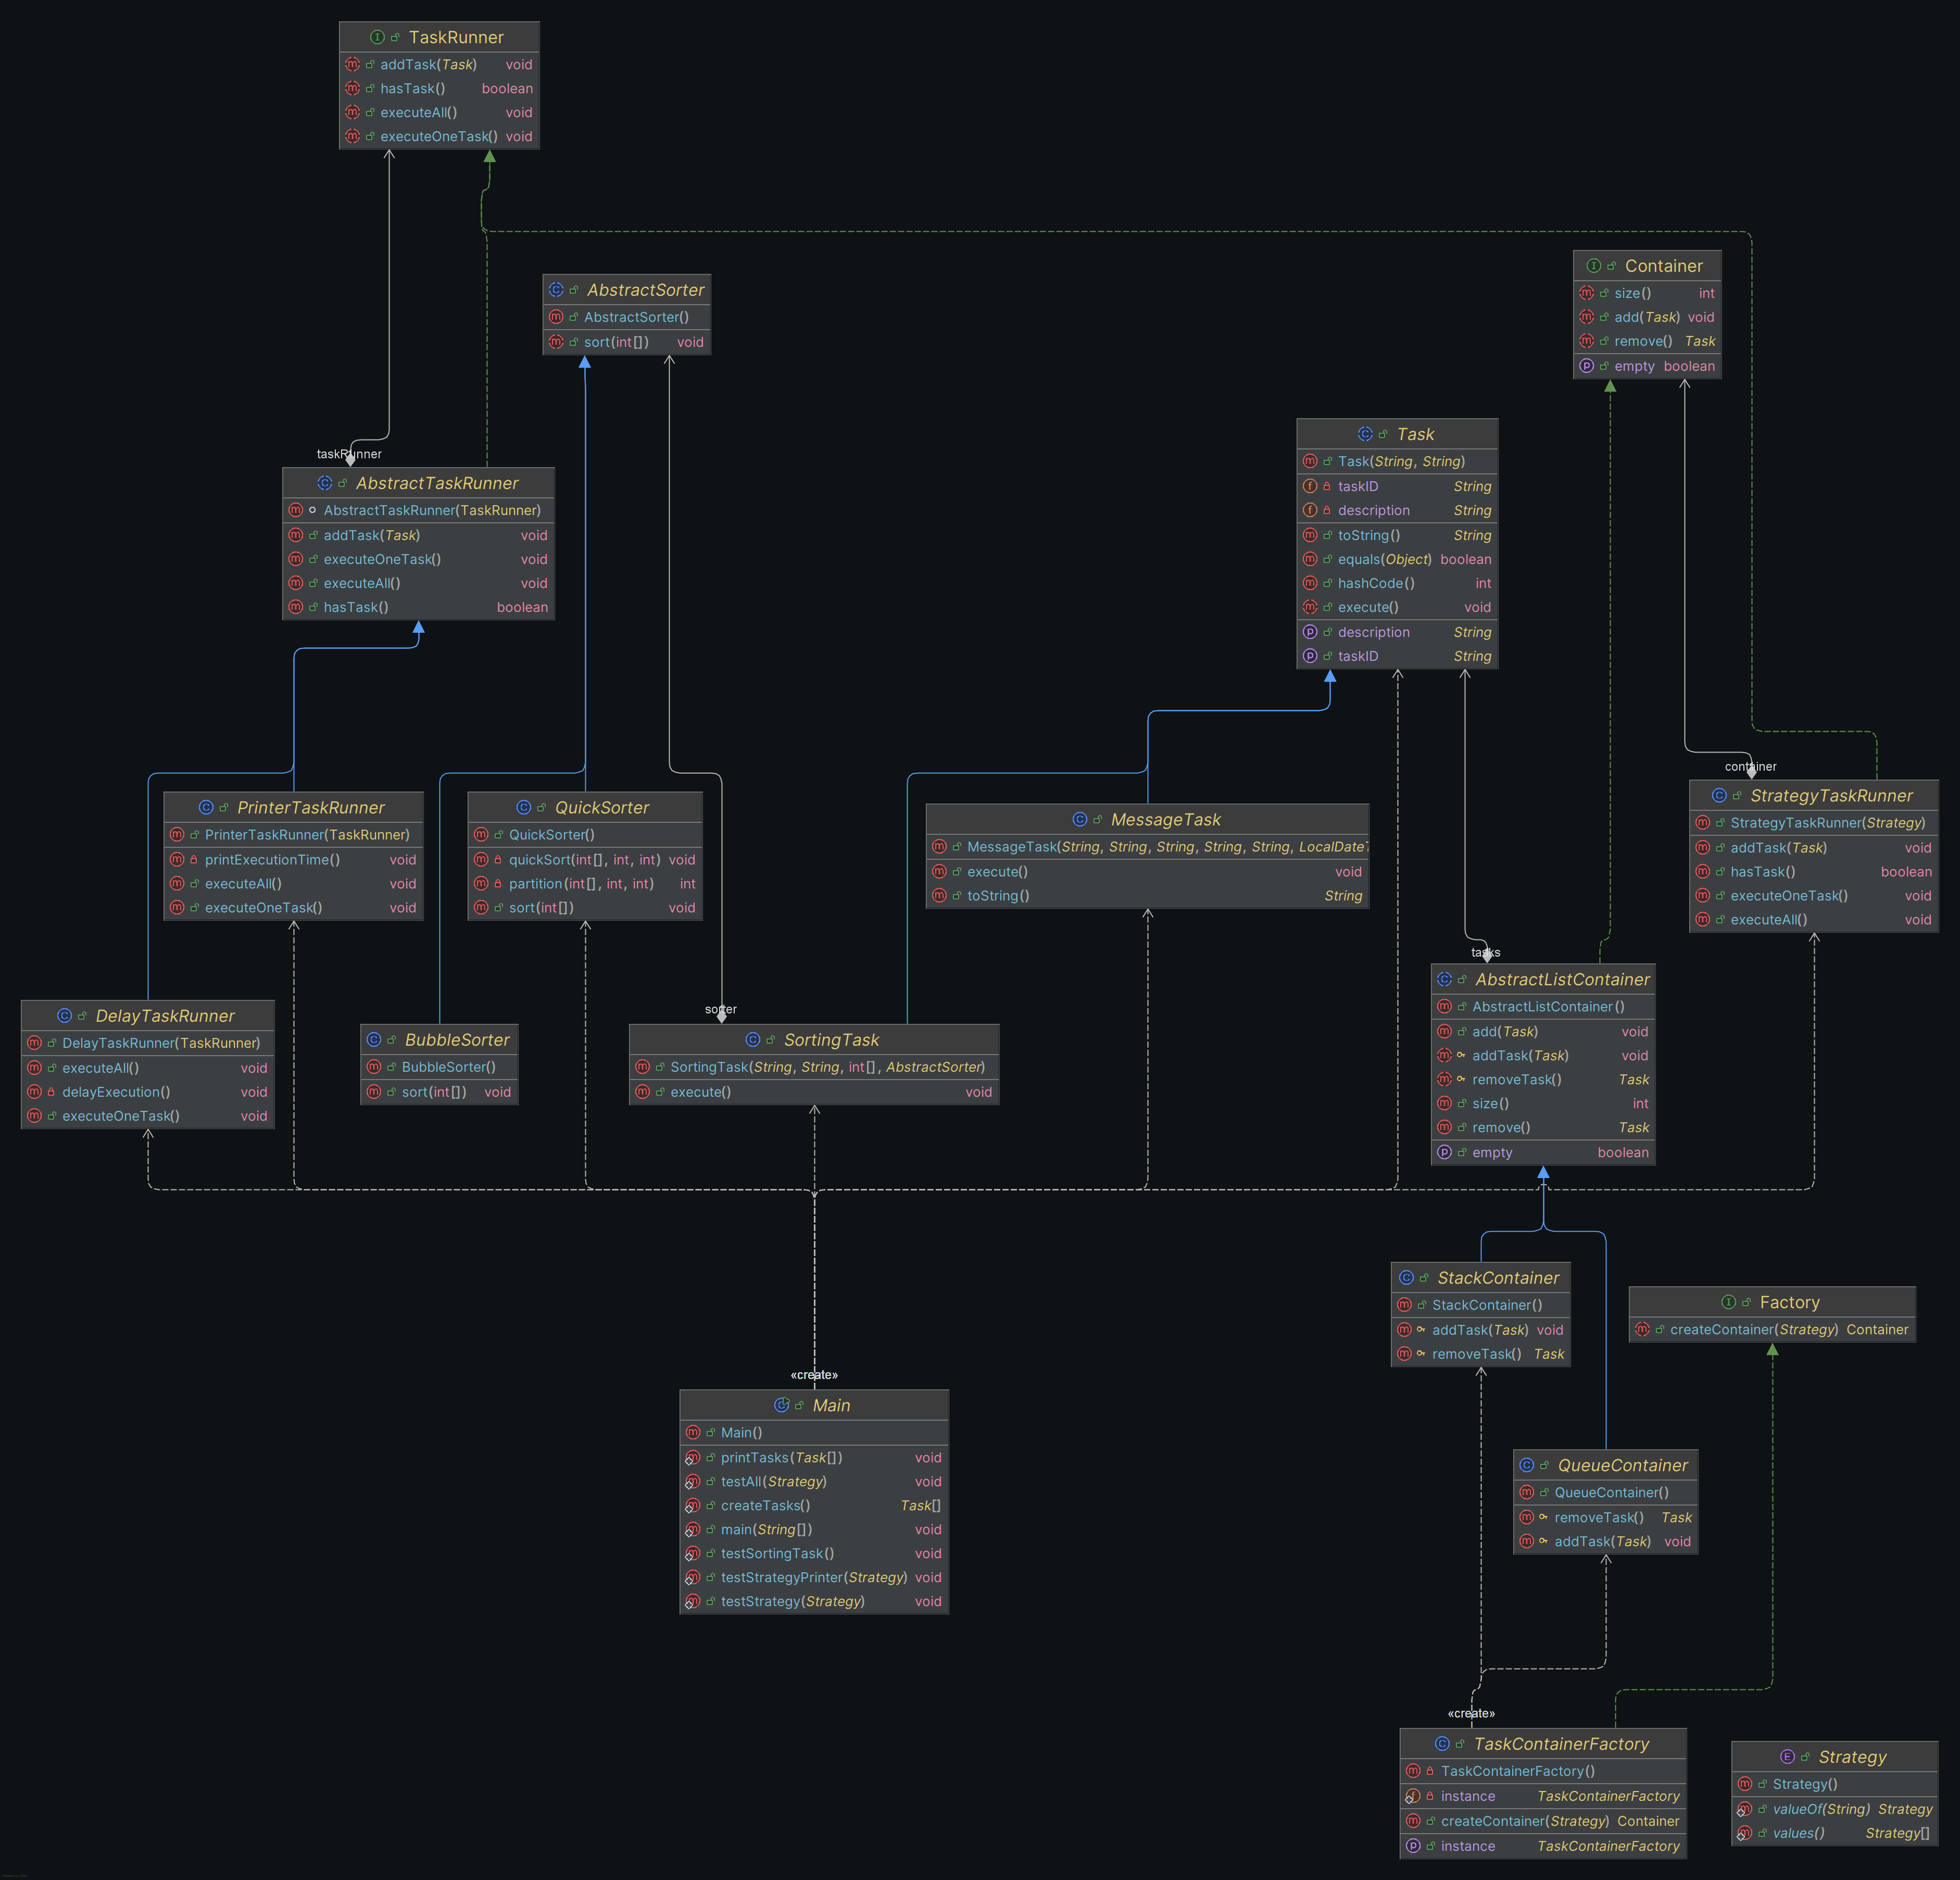 TaskRunner
addTask(Task) void
hasTask() boolean
executeAll() void
executeOneTask() void
Container
size() int
add(Task) void
remove() Task
empty boolean
AbstractSorter
AbstractSorter()
sort(int[]) void
Task
Task(String, String)
taskID String
description String
toString() String
equals(Object) boolean
hashCode() int
execute() void
description String
taskID String
taskRunner
AbstractTaskRunner
AbstractTaskRunner(TaskRunner)
addTask(Task) void
executeOneTask() void
executeAll() void
hasTask() boolean
PrinterTaskRunner
PrinterTaskRunner(TaskRunner)
printExecutionTime() void
executeAll() void
executeOneTask() void
QuickSorter
QuickSorter()
quickSort(int[], int, int) void
partition(int[], int, int) int
sort(int[]) void
MessageTask
MessageTask(String, String, String, String, String, LocalDateT
execute() void
toString() String
container
StrategyTaskRunner
StrategyTaskRunner(Strategy)
addTask(Task) void
hasTask() boolean
executeOneTask() void
executeAll() void
tasks
AbstractListContainer
AbstractListContainer()
add(Task) void
addTask(Task) void
removeTask() Task
size() int
remove() Task
empty boolean
DelayTaskRunner
DelayTaskRunner(TaskRunner)
executeAll() void
delayExecution() void
executeOneTask() void
BubbleSorter
BubbleSorter()
sort(int[]) void
sorter
SortingTask
SortingTask(String, String, int[], AbstractSorter)
execute() void
StackContainer
StackContainer()
addTask(Task) void
removeTask() Task
Factory
createContainer(Strategy) Container
«create»
Main
Main()
printTasks(Task[]) void
testAll(Strategy) void
createTasks() Task[]
main(String[]) void
testSortingTask() void
testStrategyPrinter(Strategy) void
testStrategy(Strategy) void
QueueContainer
QueueContainer()
removeTask() Task
addTask(Task) void
«create»
TaskContainerFactory
TaskContainerFactory()
instance TaskContainerFactory
createContainer(Strategy) Container
instance TaskContainerFactory
Strategy
Strategy()
valueOf(String) Strategy
values() Strategy[]